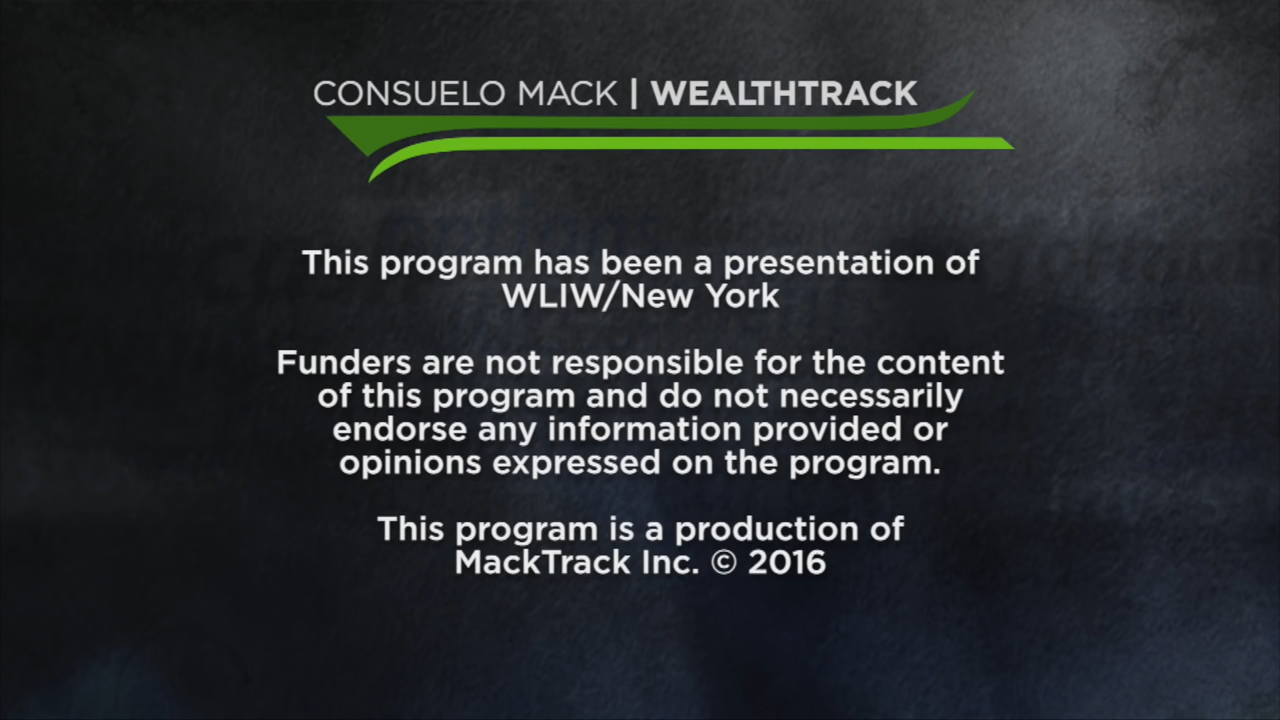 CONSUELO MACK | WEALTHTRACK
This program has been a presentation of
WLIW/New York
Funders are not responsible for the content
of this program and do not necessarily
endorse any information provided or
opinions expressed on the program.
This program is a production of
MackTrack Inc. © 2016